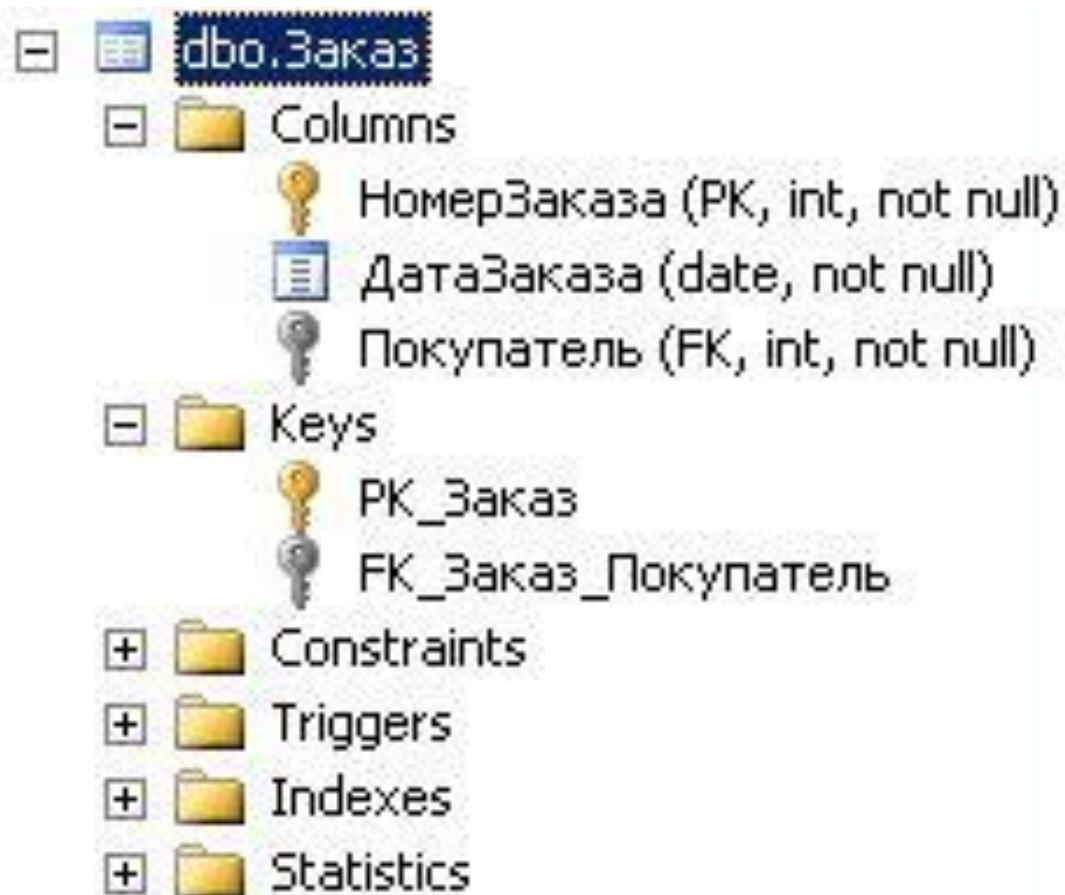 dbo.Заказ
Columns
НомерЗаказа (PK, int, not null)
ДатаЗаказа (date, not null)
Покупатель (FK, int, not null)
Keys
PK_Заказ
FK_Заказ_Покупатель
Constraints
Triggers
Indexes
Statistics